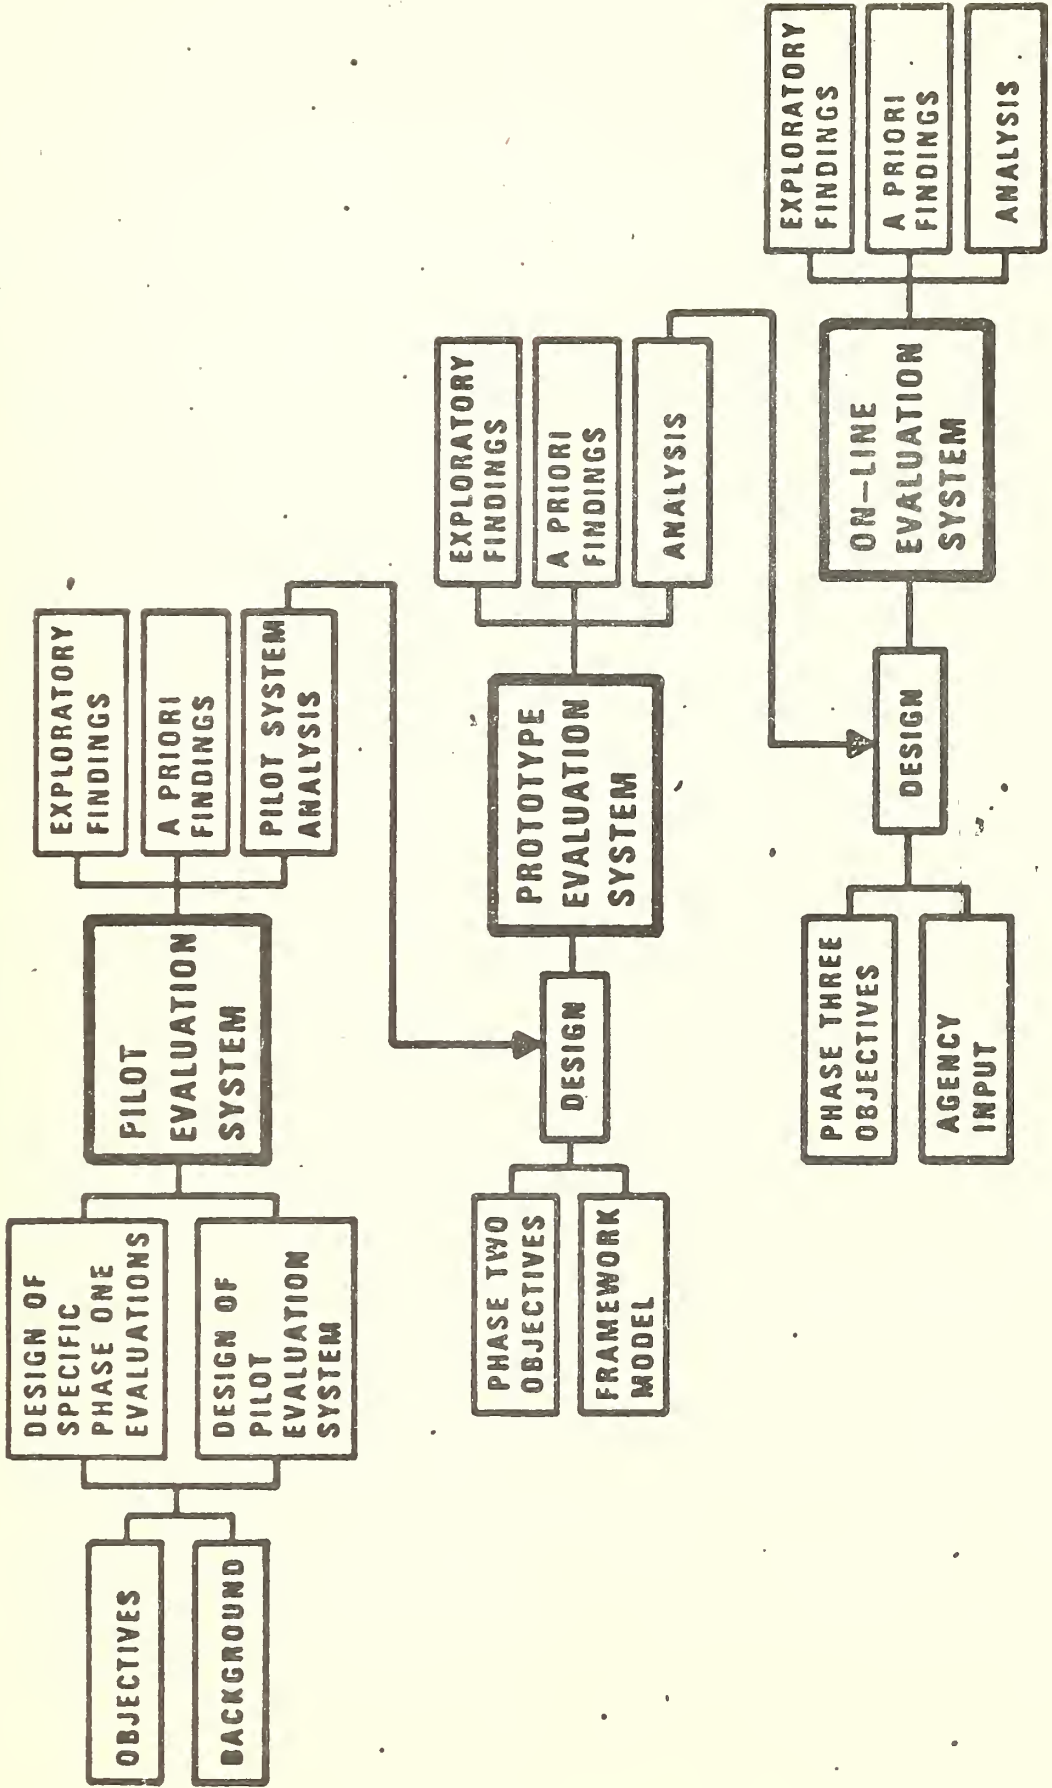 OBJECTIVES
BACKGROUND
DESIGN OF
SPECIFIC
PHASE ONE
EVALUATIONS
DESIGN OF
PILOT
EVALUATION
SYSTEM
PILOT
EVALUATION
SYSTEM
EXPLORATORY
FINDINGS
A PRIORI
FINDINGS
PILOT SYSTEM
ANALYSIS
PHASE TWO
OBJECTIVES
FRAMEWORK
MODEL
DESIGN
PROTOTYPE
EVALUATION
SYSTEM
EXPLORATORY
FINDINGS
A PRIORI
FINDINGS
ANALYSIS
PHASE THREE
OBJECTIVES
AGENCY
INPUT
DESIGN
ON-LINE
EVALUATION
SYSTEM
EXPLORATORY
FINDINGS
A PRIORI
FINDINGS
ANALYSIS